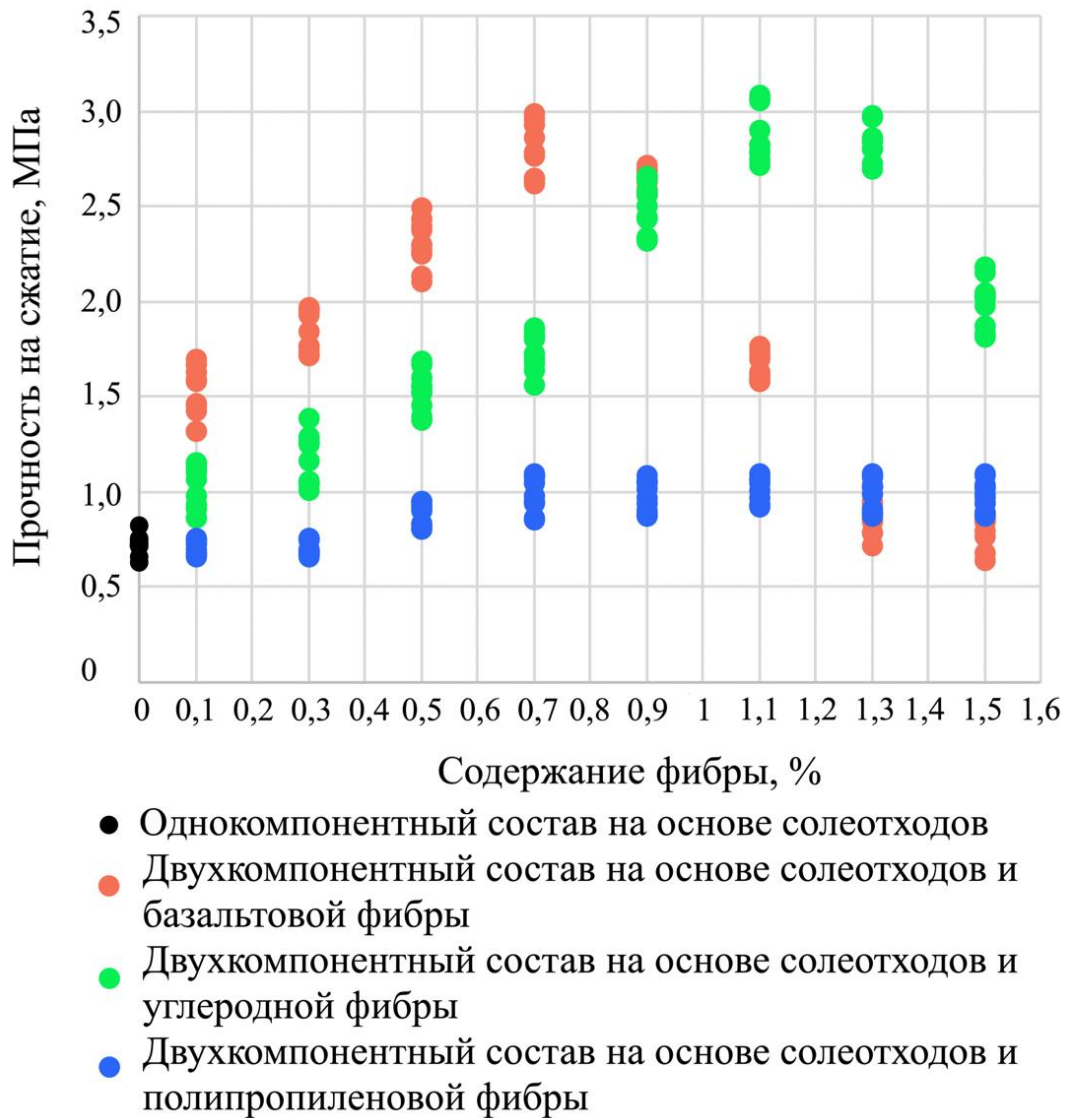 Прочность на сжатие, МПа
3,5
3,0
2,5
2,0
1,5
1,0
0,5
0
0 0,1 0,2 0,3 0,4 0,5 0,6 0,7 0,8 0,9 1 1,1 1,2 1,3 1,4 1,5 1,6
Содержание фибры, %
Однокомпонентный состав на основе солеотходов
Двухкомпонентный состав на основе солеотходов и
базальтовой фибры
Двухкомпонентный состав на основе солеотходов и
углеродной фибры
Двухкомпонентный состав на основе солеотходов и
полипропиленовой фибры